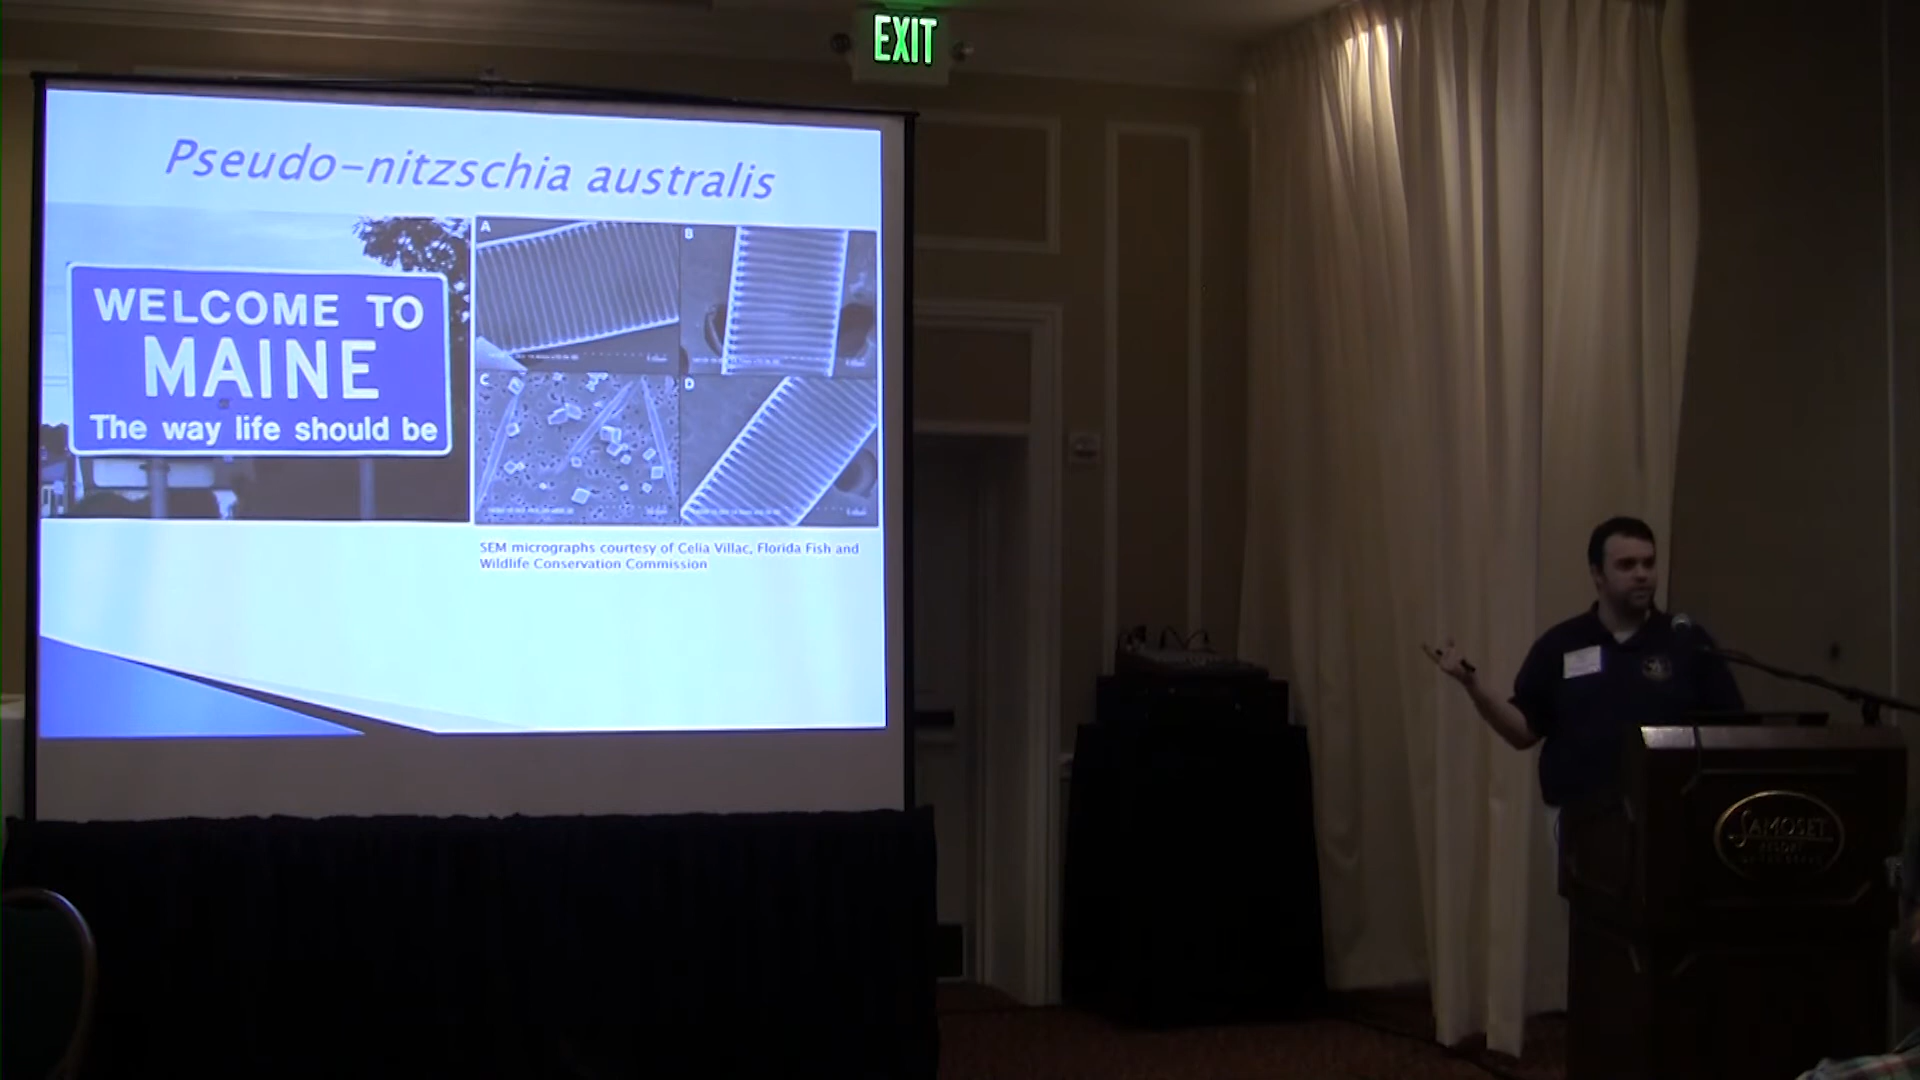 EXIT
Pseudo-nitzschia australis
WELCOME TO
MAINE
The way life should be
A
B
C
D
SEM micrographs courtesy of Celia Villac, Florida Fish and
Wildlife Conservation Commission
SAMOSET
RESORT